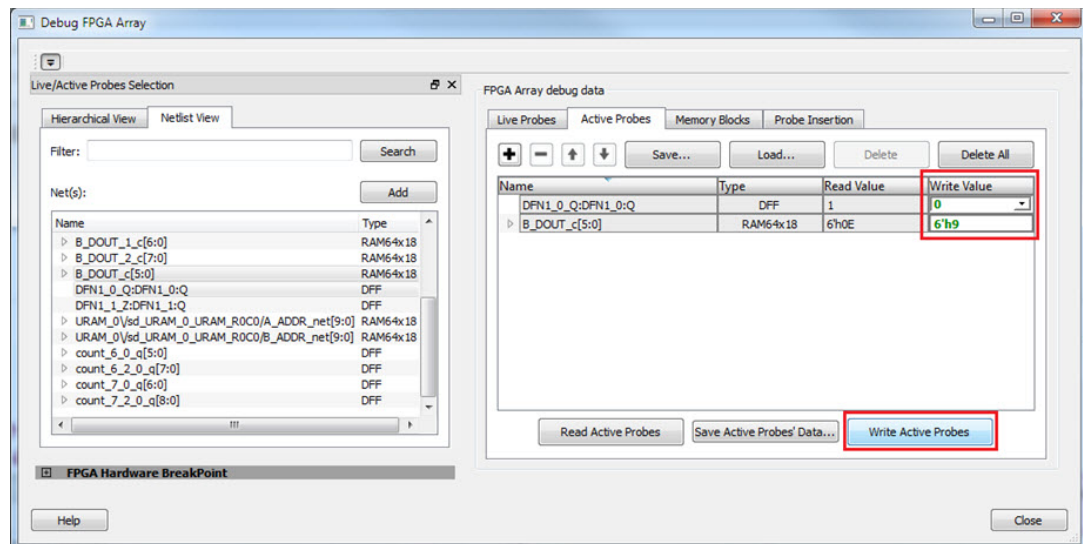 Debug FPGA Array
Live/Active Probes Selection
Hierarchical View Netlist View
Filter: Search
Net(s): Add
Name Type
B_DOUT_1_c[6:0] RAM64x18
B_DOUT_2_c[7:0] RAM64x18
B_DOUT_c[5:0] RAM64x18
DFN1_0_Q:DFN1_0:Q DFF
DFN1_1_Z:DFN1_1:Q DFF
URAM_0\/sd_URAM_0_URAM_R0C0/A_ADDR_net[9:0] RAM64x18
URAM_0\/sd_URAM_0_URAM_R0C0/B_ADDR_net[9:0] RAM64x18
count_6_0_q[5:0] DFF
count_6_2_0_q[7:0] DFF
count_7_0_q[6:0] DFF
count_7_2_0_q[8:0] DFF
FPGA Hardware BreakPoint
FPGA Array debug data
Live Probes Active Probes Memory Blocks Probe Insertion
Save... Load... Delete Delete All
Name Type Read Value Write Value
DFN1_0_Q:DFN1_0:Q DFF 1 0
B_DOUT_c[5:0] RAM64x18 6'h0E 6'h9
Read Active Probes Save Active Probes' Data... Write Active Probes
Help Close